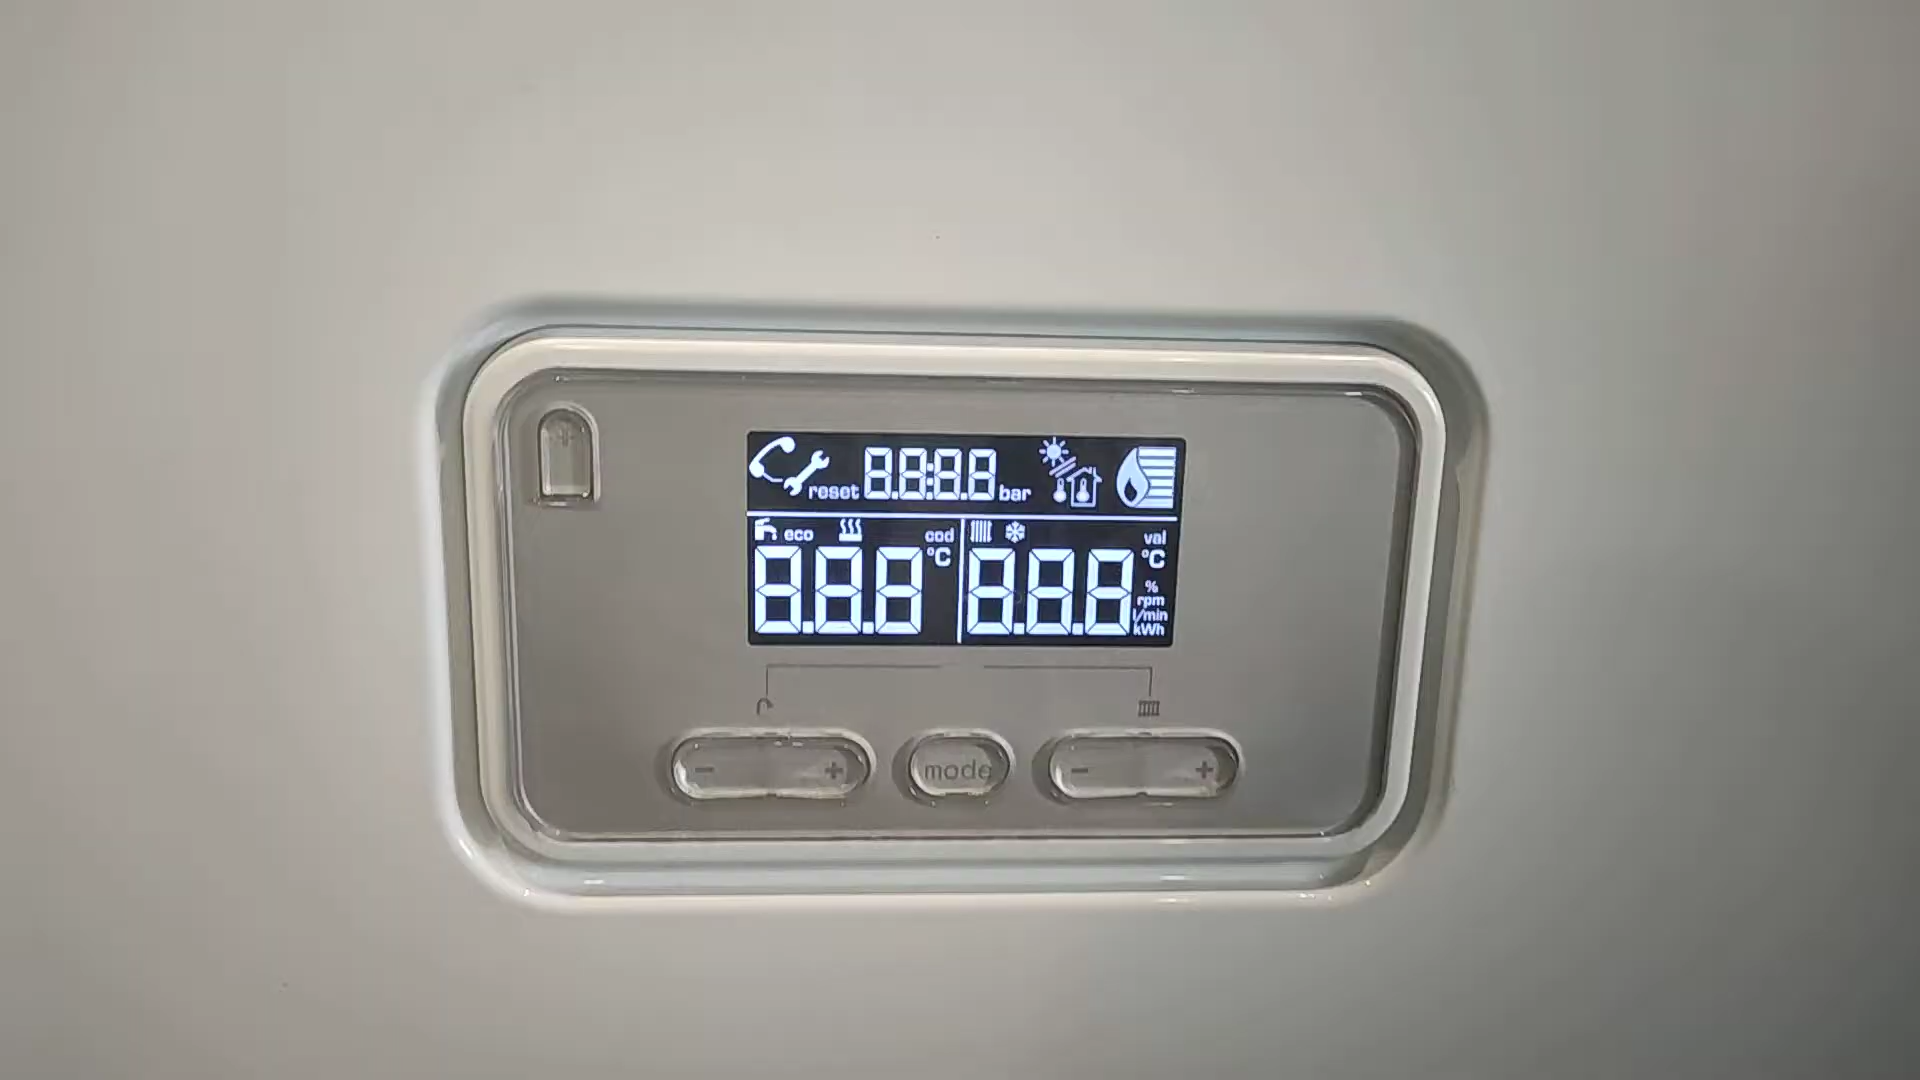 reset 8.8:8.8 bar
eco cod val
8.8.8 °C 8.8.8 °C
%
rpm
l/min
kWh
- + mode - +